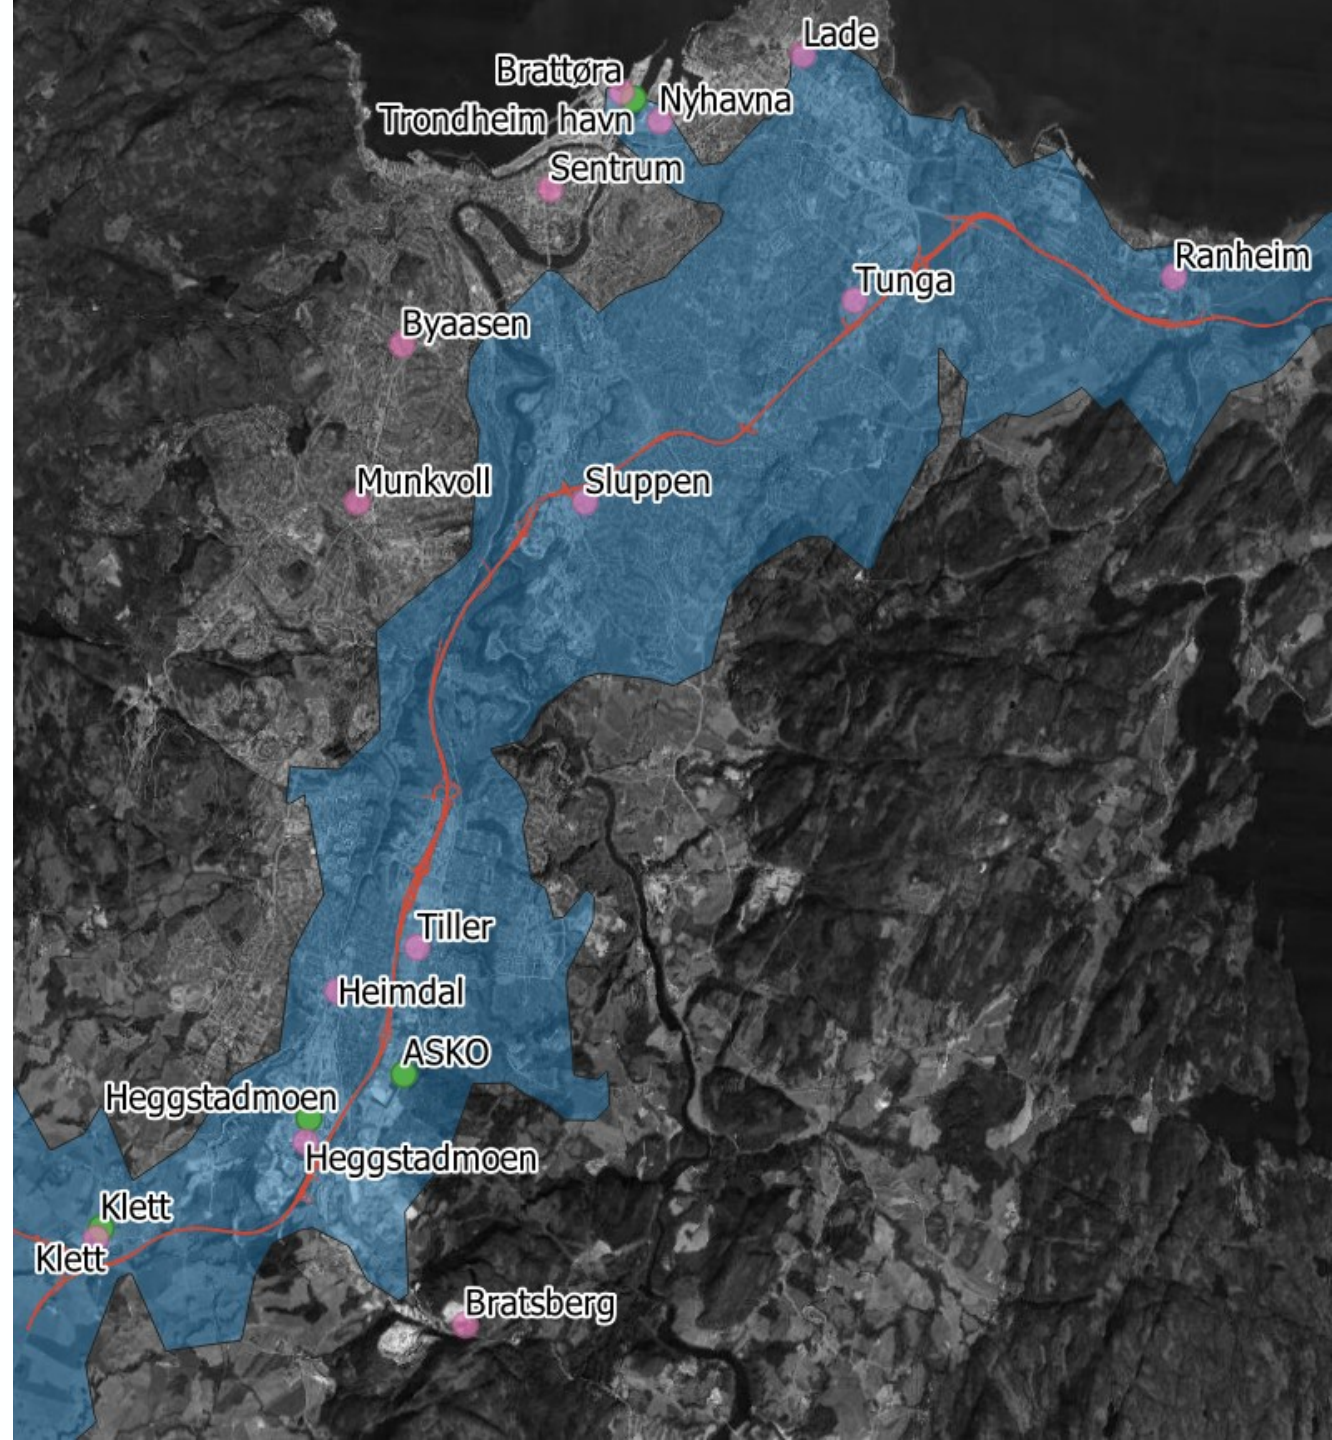 Lade
Brattøra
Nyhavna
Trondheim havn
Sentrum
Ranheim
Tunga
Byaasen
Munkvoll
Sluppen
Tiller
Heimdal
ASKO
Heggstadmoen
Heggstadmoen
Klett
Klett
Bratsberg